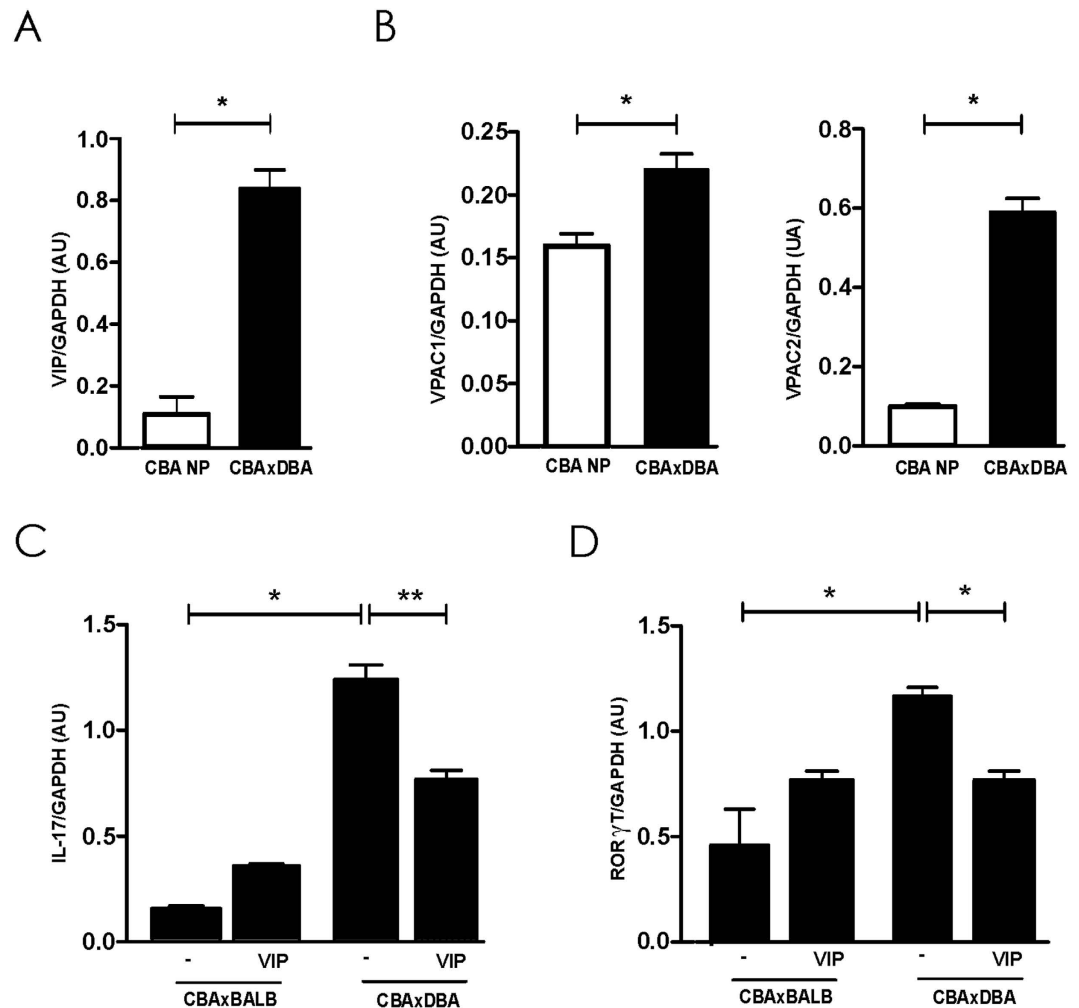 A
B
*
*
*
VIP/GAPDH (AU)
1.0
0.8
0.6
0.4
0.2
0.0
CBA NP
CBAxDBA
VPAC1/GAPDH (AU)
0.25
0.20
0.15
0.10
0.05
0.00
CBA NP
CBAxDBA
VPAC2/GAPDH (UA)
0.8
0.6
0.4
0.2
0.0
CBA NP
CBAxDBA
C
D
*
**
IL-17/GAPDH (AU)
1.5
1.0
0.5
0.0
- VIP - VIP
CBAxBALB CBAxDBA
*
*
ROR γT/GAPDH (AU)
1.5
1.0
0.5
0.0
- VIP - VIP
CBAxBALB CBAxDBA